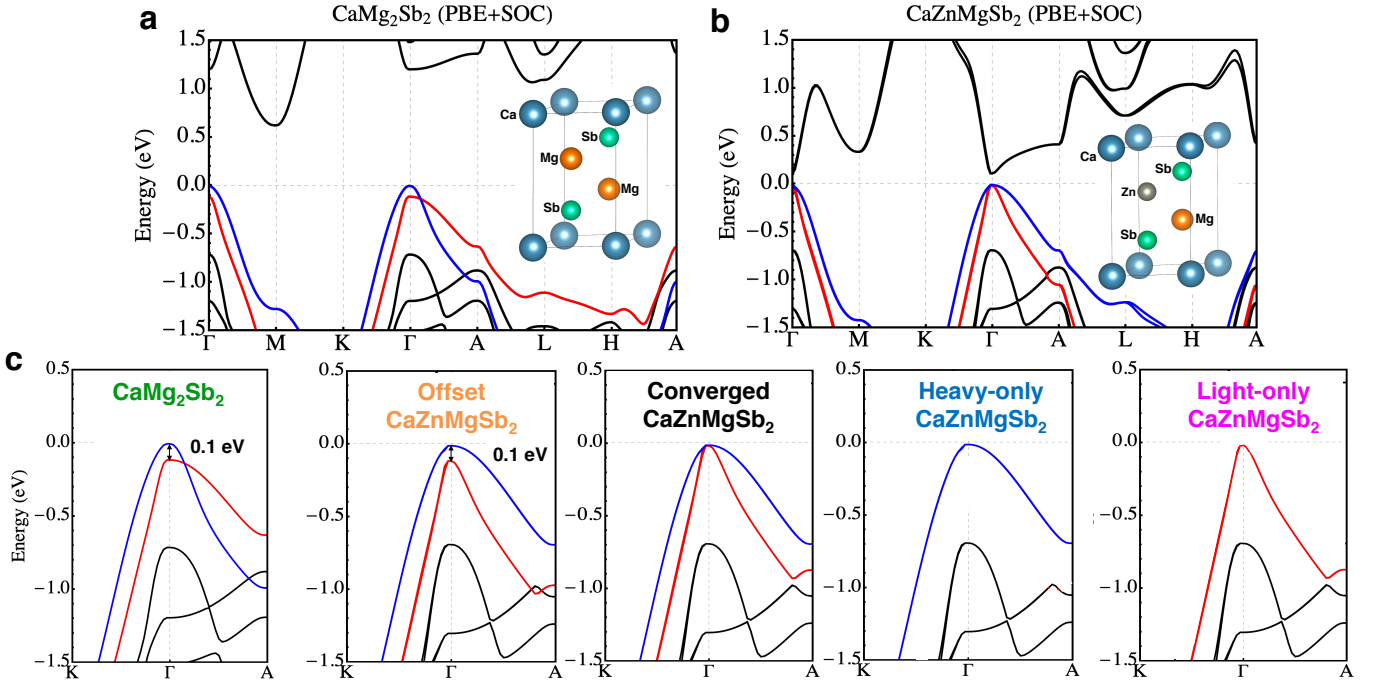 a
CaMg₂Sb₂ (PBE+SOC)
1.5
1.0
0.5
0.0
−0.5
−1.0
−1.5
Energy (eV)
Γ M K Γ A L H A
Ca
Sb
Mg
Mg
Sb
b
CaZnMgSb₂ (PBE+SOC)
1.5
1.0
0.5
0.0
−0.5
−1.0
−1.5
Energy (eV)
Γ M K Γ A L H A
Ca
Sb
Zn
Mg
Sb
c
0.5
0.0
−0.5
−1.0
−1.5
Energy (eV)
CaMg₂Sb₂
0.1 eV
K Γ A
0.5
0.0
−0.5
−1.0
−1.5
Offset
CaZnMgSb₂
0.1 eV
K Γ A
0.5
0.0
−0.5
−1.0
−1.5
Converged
CaZnMgSb₂
K Γ A
0.5
0.0
−0.5
−1.0
−1.5
Heavy-only
CaZnMgSb₂
K Γ A
0.5
0.0
−0.5
−1.0
−1.5
Light-only
CaZnMgSb₂
K Γ A